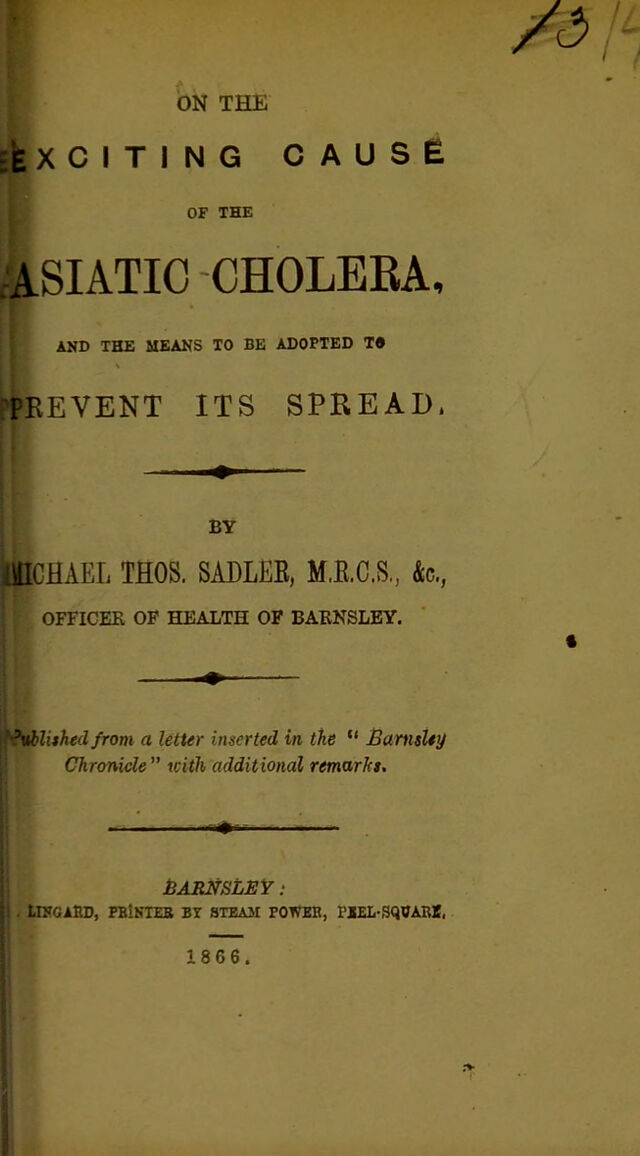 13
ON THE
EXCITING CAUSE
OF THE
ASIATIC CHOLERA,
AND THE MEANS TO BE ADOPTED TO
PREVENT ITS SPREAD.
BY
MICHAEL THOS. SADLER, M.R.C.S., &c.,
OFFICER OF HEALTH OF BARNSLEY.
Published from a letter inserted in the "Barnsley
Chronicle" with additional remarks.
BARNSLEY:
LINGARD, PRINTER BY STEAM POWER, PEEL-SQUARE,
1866.